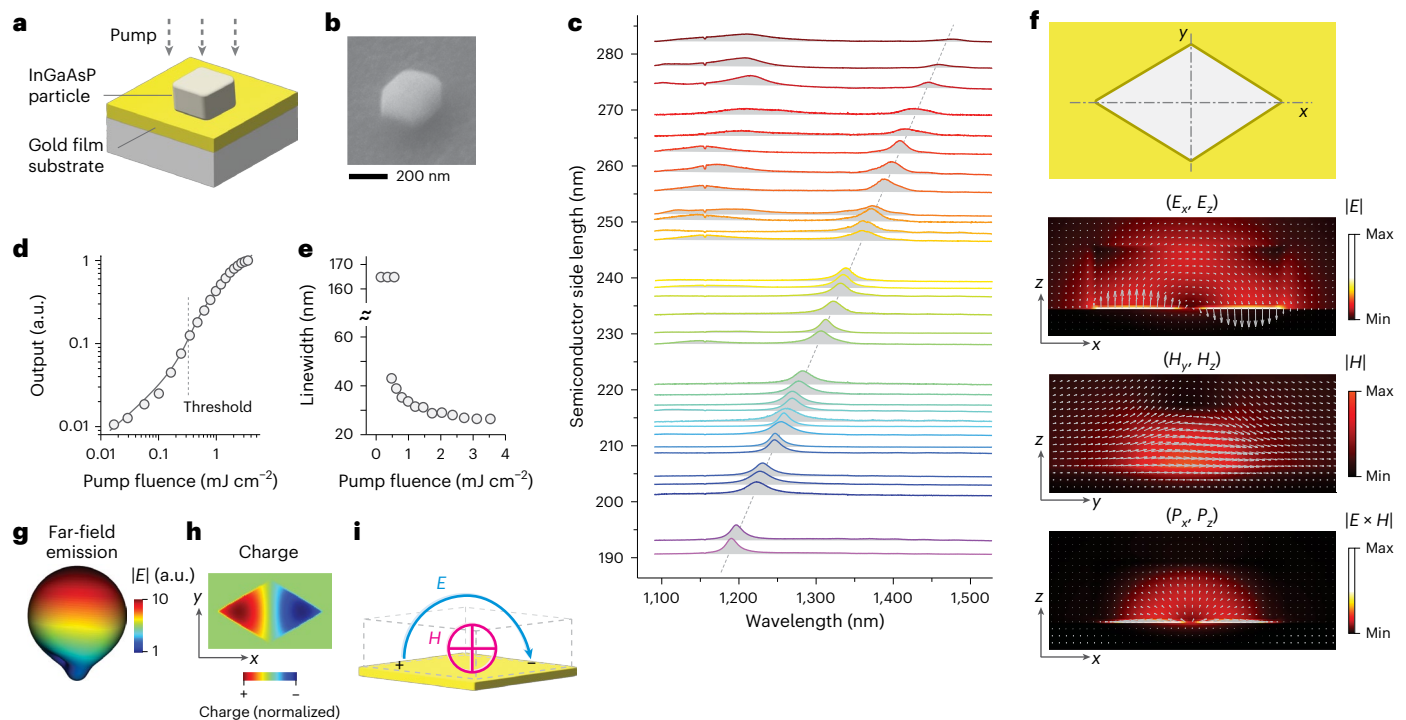 a
Pump
InGaAsP
particle
Gold film
substrate
b
200 nm
c
Semiconductor side length (nm)
280
270
260
250
240
230
220
210
200
190
1,100
1,200
1,300
1,400
1,500
Wavelength (nm)
d
Output (a.u.)
1
0.1
0.01
Threshold
0.01
0.1
1
Pump fluence (mJ cm−2)
e
Linewidth (nm)
170
160
60
40
20
0
1
2
3
4
Pump fluence (mJ cm−2)
f
y
x
(Ex, Ez)
|E|
Max
Min
z
x
(Hy, Hz)
|H|
Max
Min
z
y
(Px, Pz)
|E × H|
Max
Min
z
x
g
Far-field
emission
|E| (a.u.)
10
1
h
Charge
y
x
+
−
Charge (normalized)
i
E
H
+
−